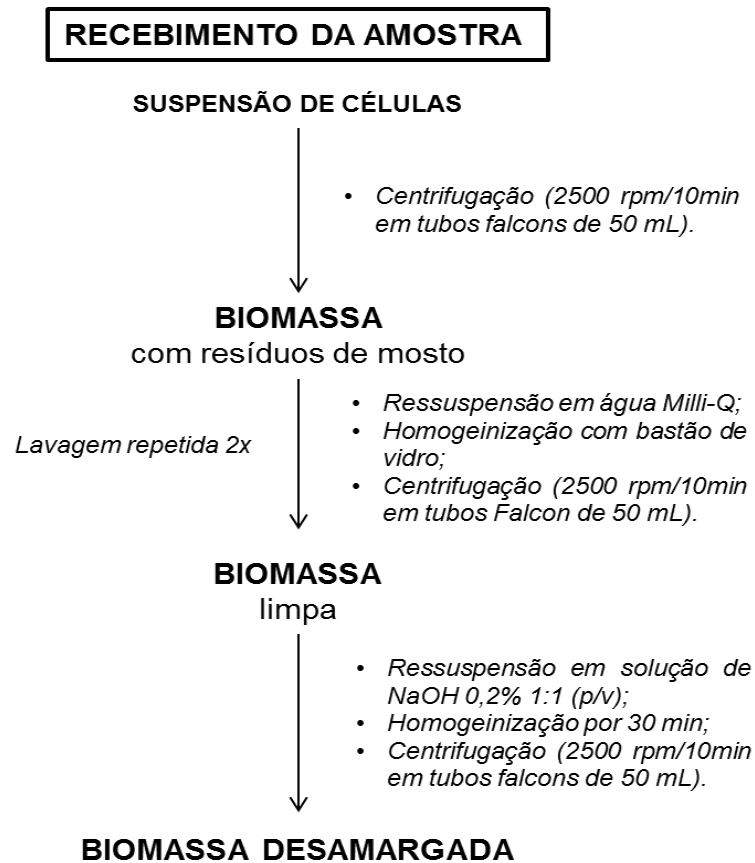 RECEBIMENTO DA AMOSTRA
SUSPENSÃO DE CÉLULAS
• Centrifugação (2500 rpm/10min
em tubos falcons de 50 mL).
BIOMASSA
com resíduos de mosto
Lavagem repetida 2x
• Ressuspensão em água Milli-Q;
• Homogeinização com bastão de
vidro;
• Centrifugação (2500 rpm/10min
em tubos Falcon de 50 mL).
BIOMASSA
limpa
• Ressuspensão em solução de
NaOH 0,2% 1:1 (p/v);
• Homogeinização por 30 min;
• Centrifugação (2500 rpm/10min
em tubos falcons de 50 mL).
BIOMASSA DESAMARGADA